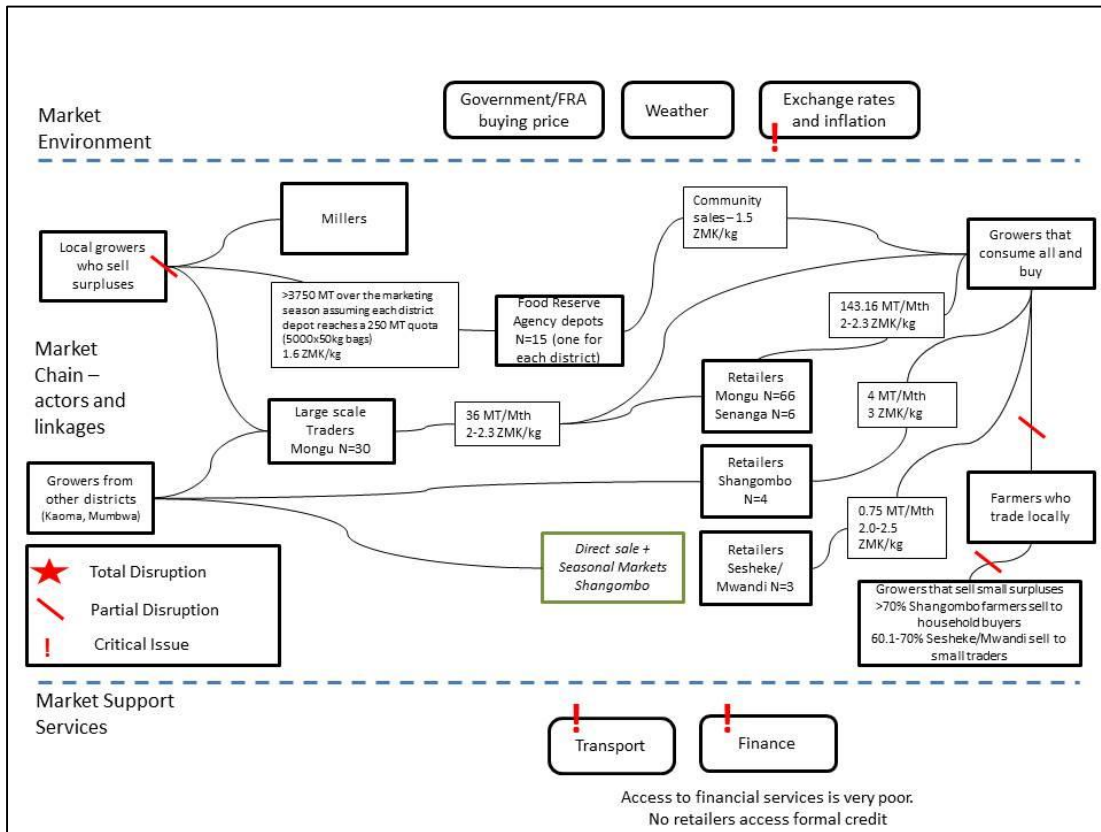 Market
Environment
Government/FRA
buying price
Weather
Exchange rates
and inflation
!
Local growers
who sell
surpluses
Millers
Community
sales– 1.5
ZMK/kg
Growers that
consume all and
buy
>3750 MT over the marketing
season assuming each district
depot reaches a 250 MT quota
(5000x50kg bags)
1.6 ZMK/kg
Food Reserve
Agency depots
N=15 (one for
each district)
143.16 MT/Mth
2-2.3 ZMK/kg
Market
Chain –
actors and
linkages
Large scale
Traders
Mongu N=30
36 MT/Mth
2-2.3 ZMK/kg
Retailers
Mongu N=66
Senanga N=6
4 MT/Mth
3 ZMK/kg
Growers from
other districts
(Kaoma, Mumbwa)
Retailers
Shangombo
N=4
Farmers who
trade locally
0.75 MT/Mth
2.0-2.5
ZMK/kg
Direct sale +
Seasonal Markets
Shangombo
Retailers
Sesheke/
Mwandi N=3
Growers that sell small surpluses
>70% Shangombo farmers sell to
household buyers
60.1-70% Sesheke/Mwandi sell to
small traders
Total Disruption
Partial Disruption
! Critical Issue
Market Support
Services
!
Transport
!
Finance
Access to financial services is very poor.
No retailers access formal credit